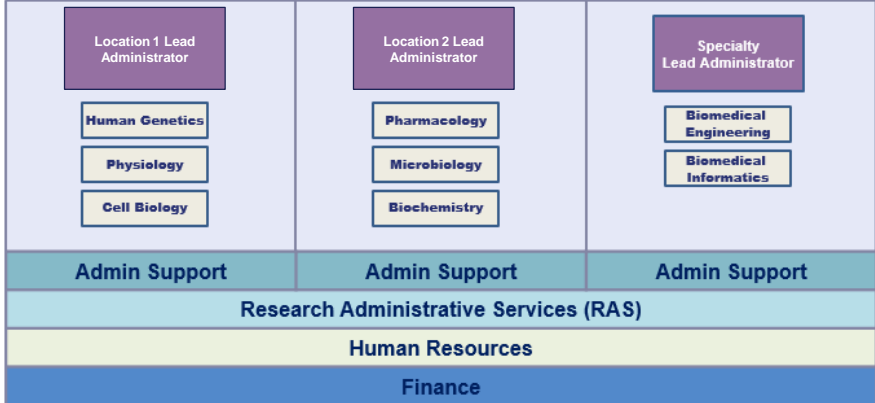 Location 1 Lead
Administrator
Human Genetics
Physiology
Cell Biology
Location 2 Lead
Administrator
Pharmacology
Microbiology
Biochemistry
Specialty
Lead Administrator
Biomedical
Engineering
Biomedical
Informatics
Admin Support
Admin Support
Admin Support
Research Administrative Services (RAS)
Human Resources
Finance